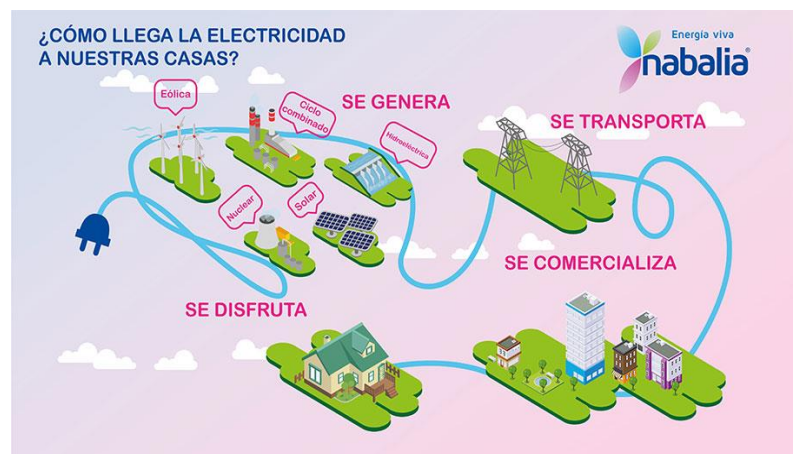 ¿CÓMO LLEGA LA ELECTRICIDAD
A NUESTRAS CASAS?
Energía viva
nabalia®
Eólica
Ciclo
combinado
SE GENERA
Hidroeléctrica
SE TRANSPORTA
Nuclear
Solar
SE COMERCIALIZA
SE DISFRUTA